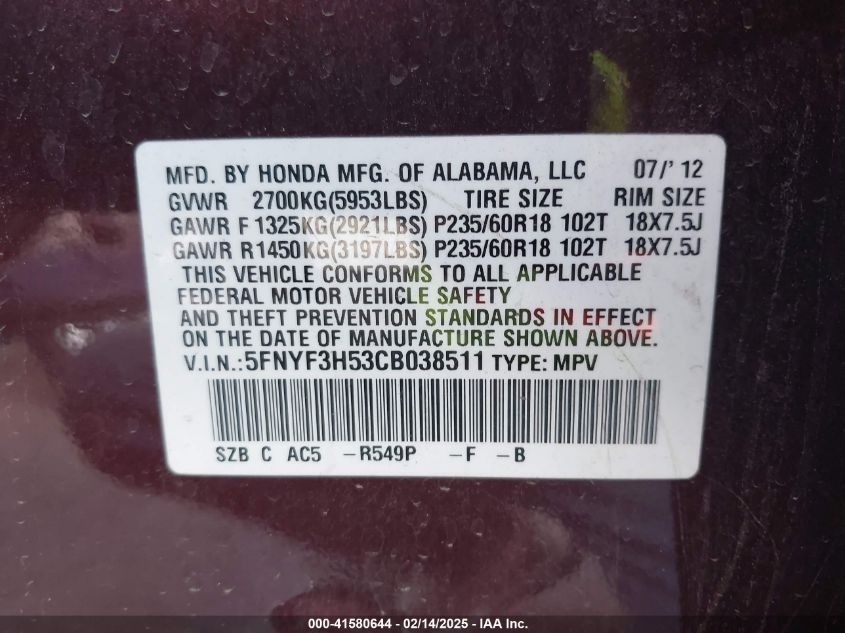 MFD. BY HONDA MFG. OF ALABAMA, LLC 07/' 12
GVWR 2700KG(5953LBS) TIRE SIZE RIM SIZE
GAWR F 1325KG(2921LBS) P235/60R18 102T 18X7.5J
GAWR R1450KG(3197LBS) P235/60R18 102T 18X7.5J
THIS VEHICLE CONFORMS TO ALL APPLICABLE
FEDERAL MOTOR VEHICLE SAFETY
AND THEFT PREVENTION STANDARDS IN EFFECT
ON THE DATE OF MANUFACTURE SHOWN ABOVE.
V.I.N.:5FNYF3H53CB038511 TYPE: MPV
SZB C AC5 –R549P –F –B
000-41580644 - 02/14/2025 - IAA Inc.